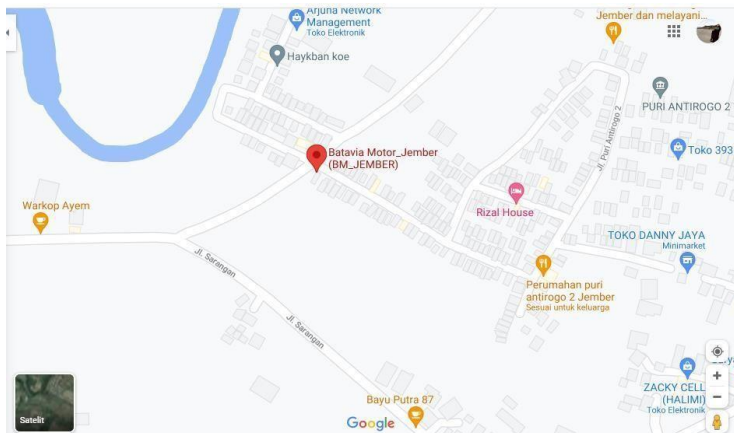 Arjuna Network
Management
Toko Elektronik
Jember dan melayani...
Haykban koe
PURI ANTIROGO 2
Jl. Puri Antirogo 2
Toko 393
Batavia Motor_Jember
(BM_JEMBER)
Warkop Ayem
Rizal House
TOKO DANNY JAYA
Minimarket
Jl. Sarangan
Perumahan puri
antirogo 2 Jember
Sesuai untuk keluarga
Jl. Sarangan
ZACKY CELL
(HALIMI)
Toko Elektronik
Bayu Putra 87
Satelit
Google